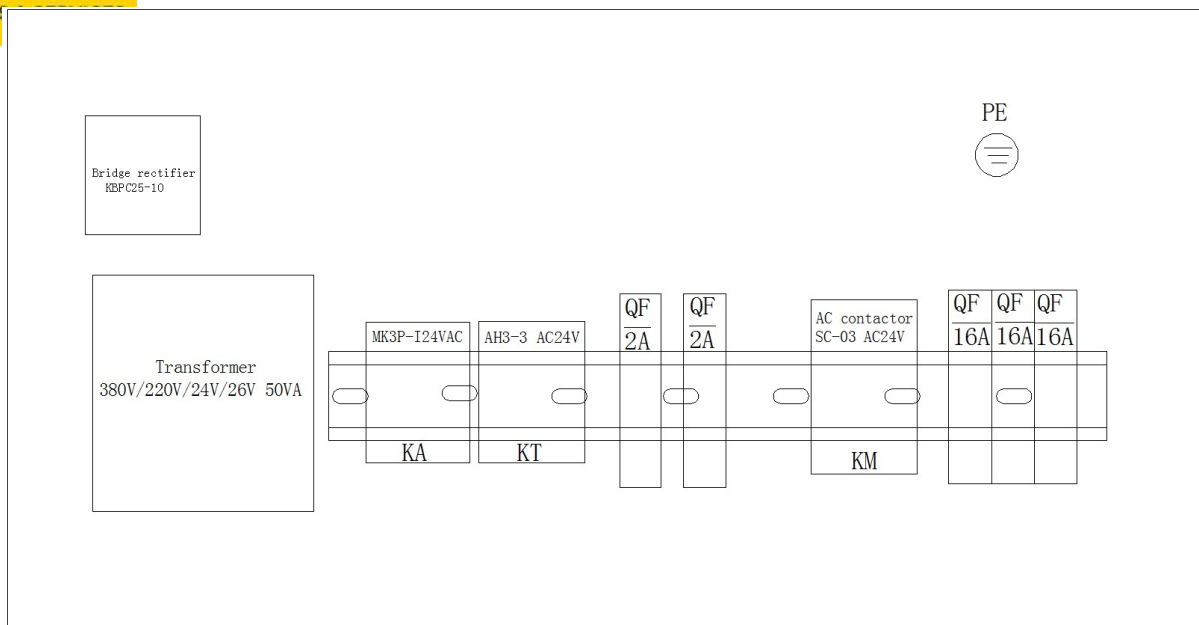 PE
Bridge rectifier
KBPC25-10
Transformer
380V/220V/24V/26V 50VA
MK3P-I24VAC
KA
AH3-3 AC24V
KT
QF
2A
QF
2A
AC contactor
SC-03 AC24V
KM
QF
16A
QF
16A
QF
16A